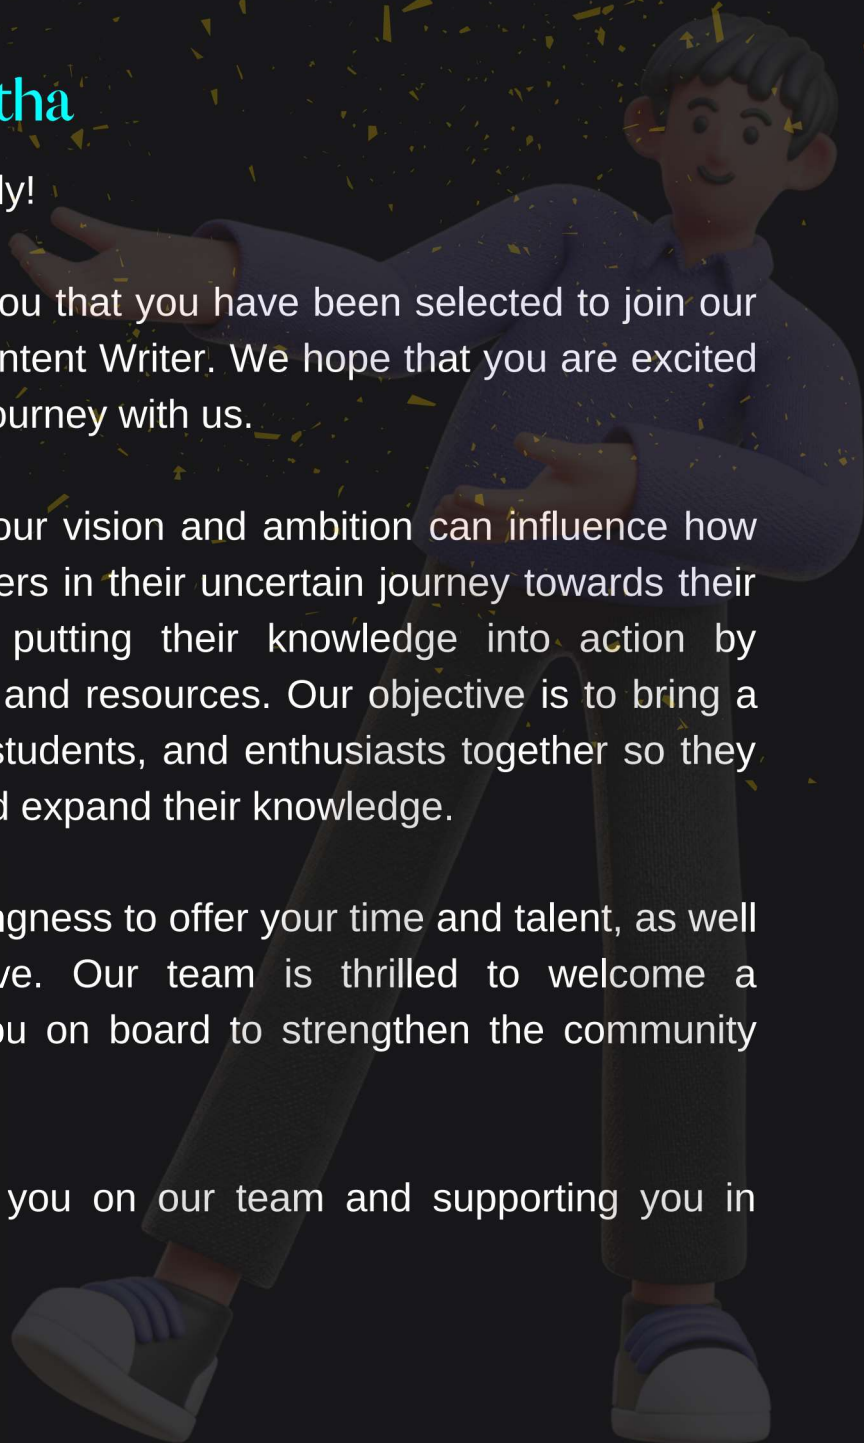 tha
ly!
ou that you have been selected to join our
ntent Writer. We hope that you are excited
ourney with us.
our vision and ambition can influence how
ers in their uncertain journey towards their
putting their knowledge into action by
and resources. Our objective is to bring a
students, and enthusiasts together so they
d expand their knowledge.
ngness to offer your time and talent, as well
ve. Our team is thrilled to welcome a
ou on board to strengthen the community
you on our team and supporting you in